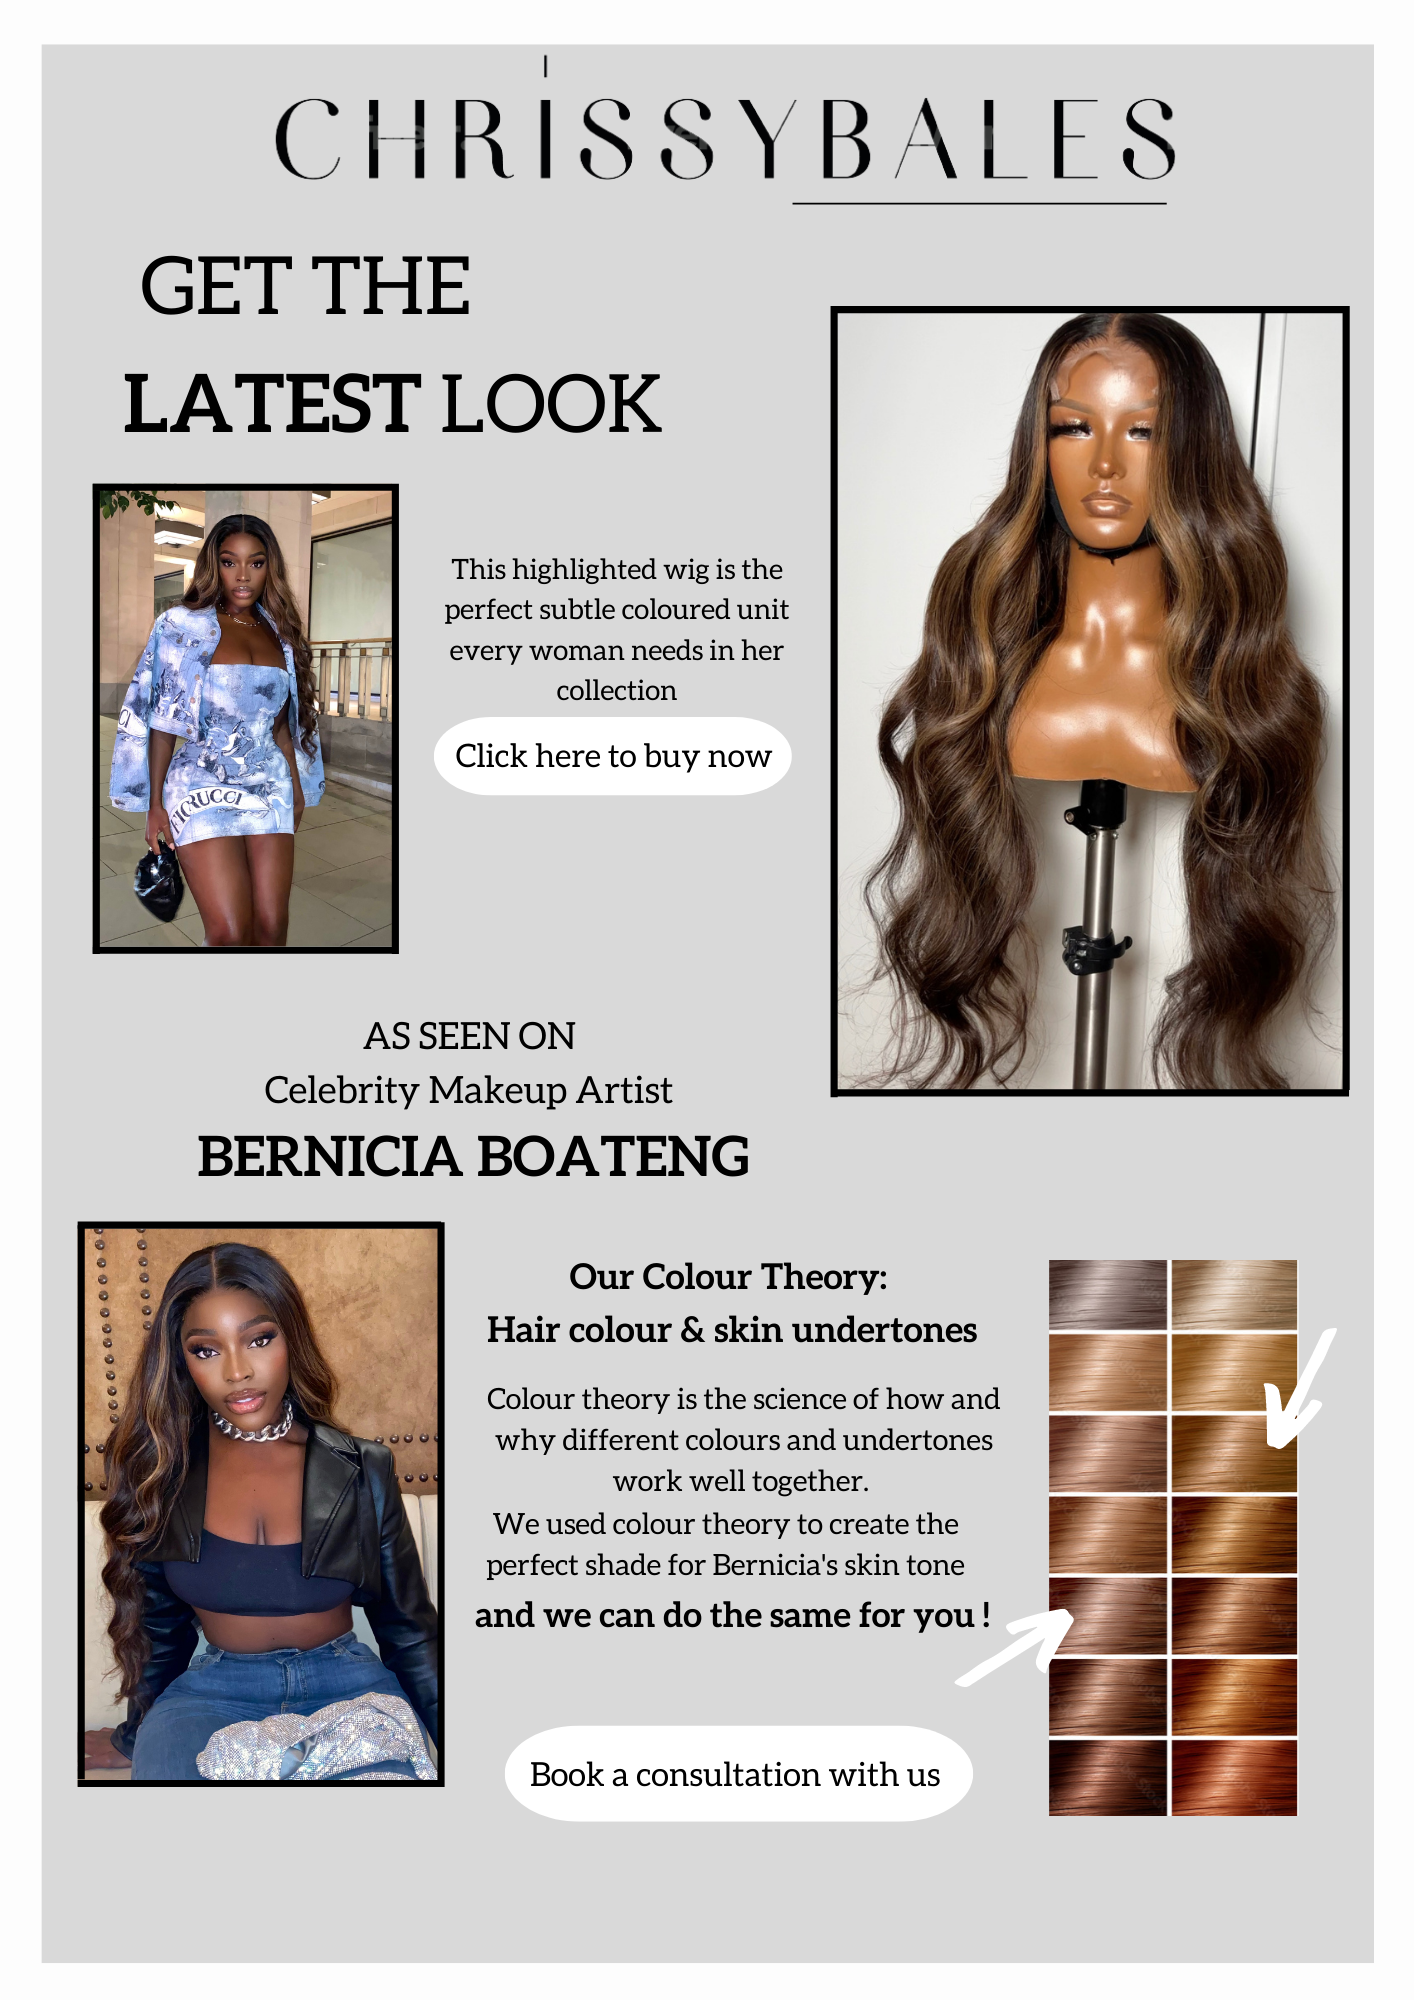 CHRISSYBALES
GET THE
LATEST LOOK
This highlighted wig is the
perfect subtle coloured unit
every woman needs in her
collection
Click here to buy now
CI
FIORUCCI
AS SEEN ON
Celebrity Makeup Artist
BERNICIA BOATENG
Our Colour Theory:
Hair colour & skin undertones
Colour theory is the science of how and
why different colours and undertones
work well together.
We used colour theory to create the
perfect shade for Bernicia's skin tone
and we can do the same for you !
Book a consultation with us